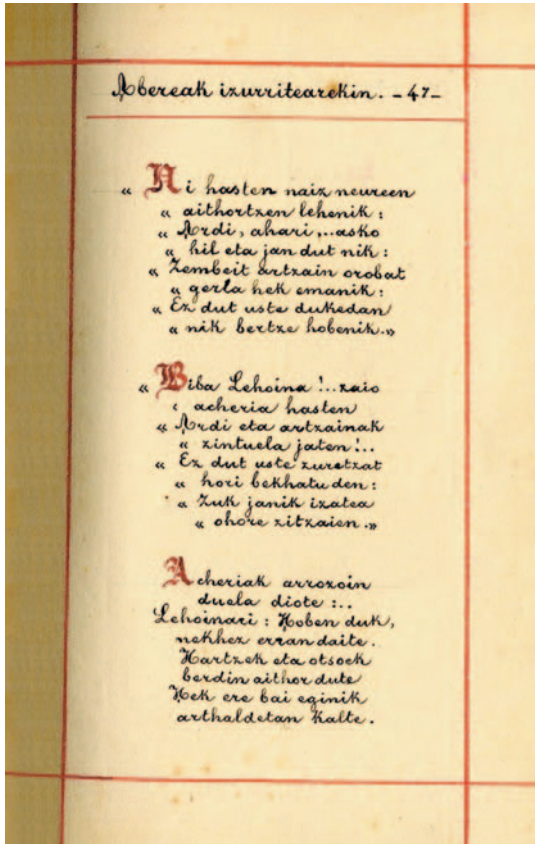 Abereak izurritearekin. - 47 -
« Ni hasten naiz neureen
« aithortzen lehenik :
« Ardi, ahari,... asko
« hil eta jan dut nik :
« Zembeit artzain orobat
« gerla hek emanik :
« Ez dut uste dukedan
« nik bertze hobenik.»
« Biba Lehoina !.. zaio
‹ acheria hasten
« Ardi eta artzainak
« zintuela jaten !..
« Ez dut uste zuretzat
« hori bekhatu den :
« Zuk janik izatea
« ohore zitzaien.»
Acheriak arrozoin
duela diote :..
Lehoinari : Hoben duk,
nekhez erran daite.
Hartzek eta otsoek
berdin aithor dute
Hek ere bai eginik
arthaldetan kalte.